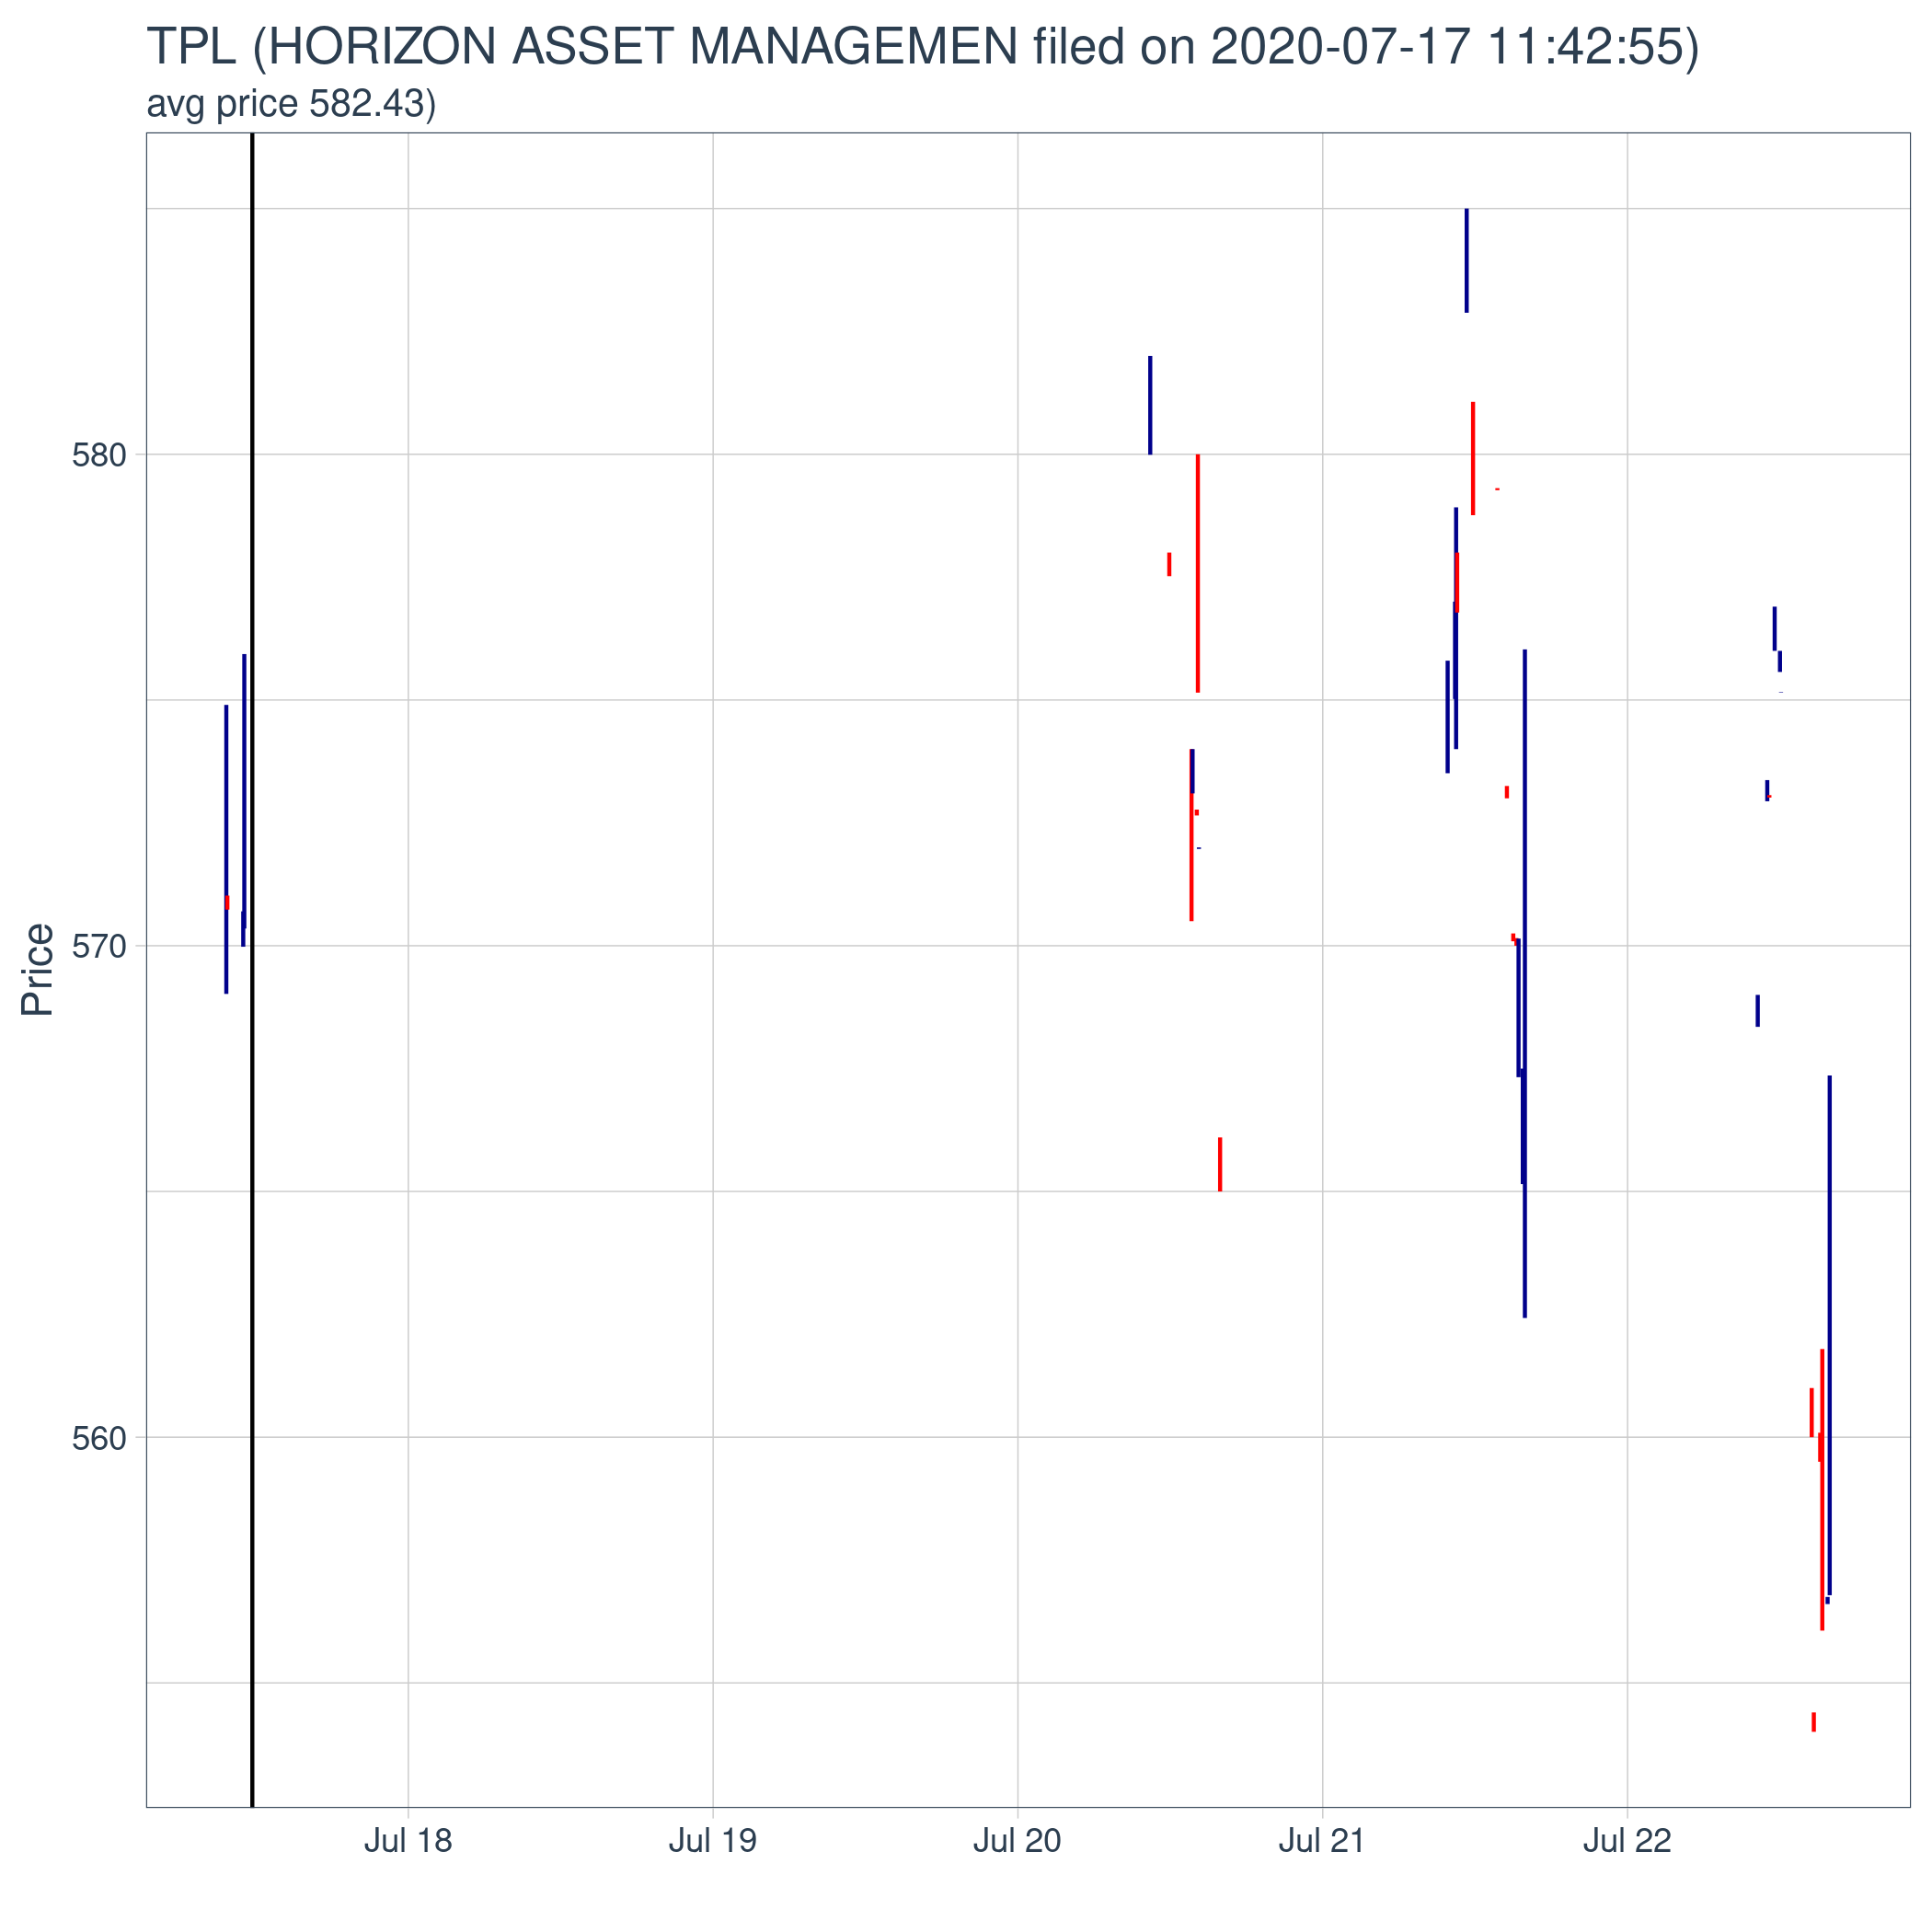 TPL (HORIZON ASSET MANAGEMEN filed on 2020-07-17 11:42:55)
avg price 582.43)
580
570
560
Price
Jul 18 Jul 19 Jul 20 Jul 21 Jul 22